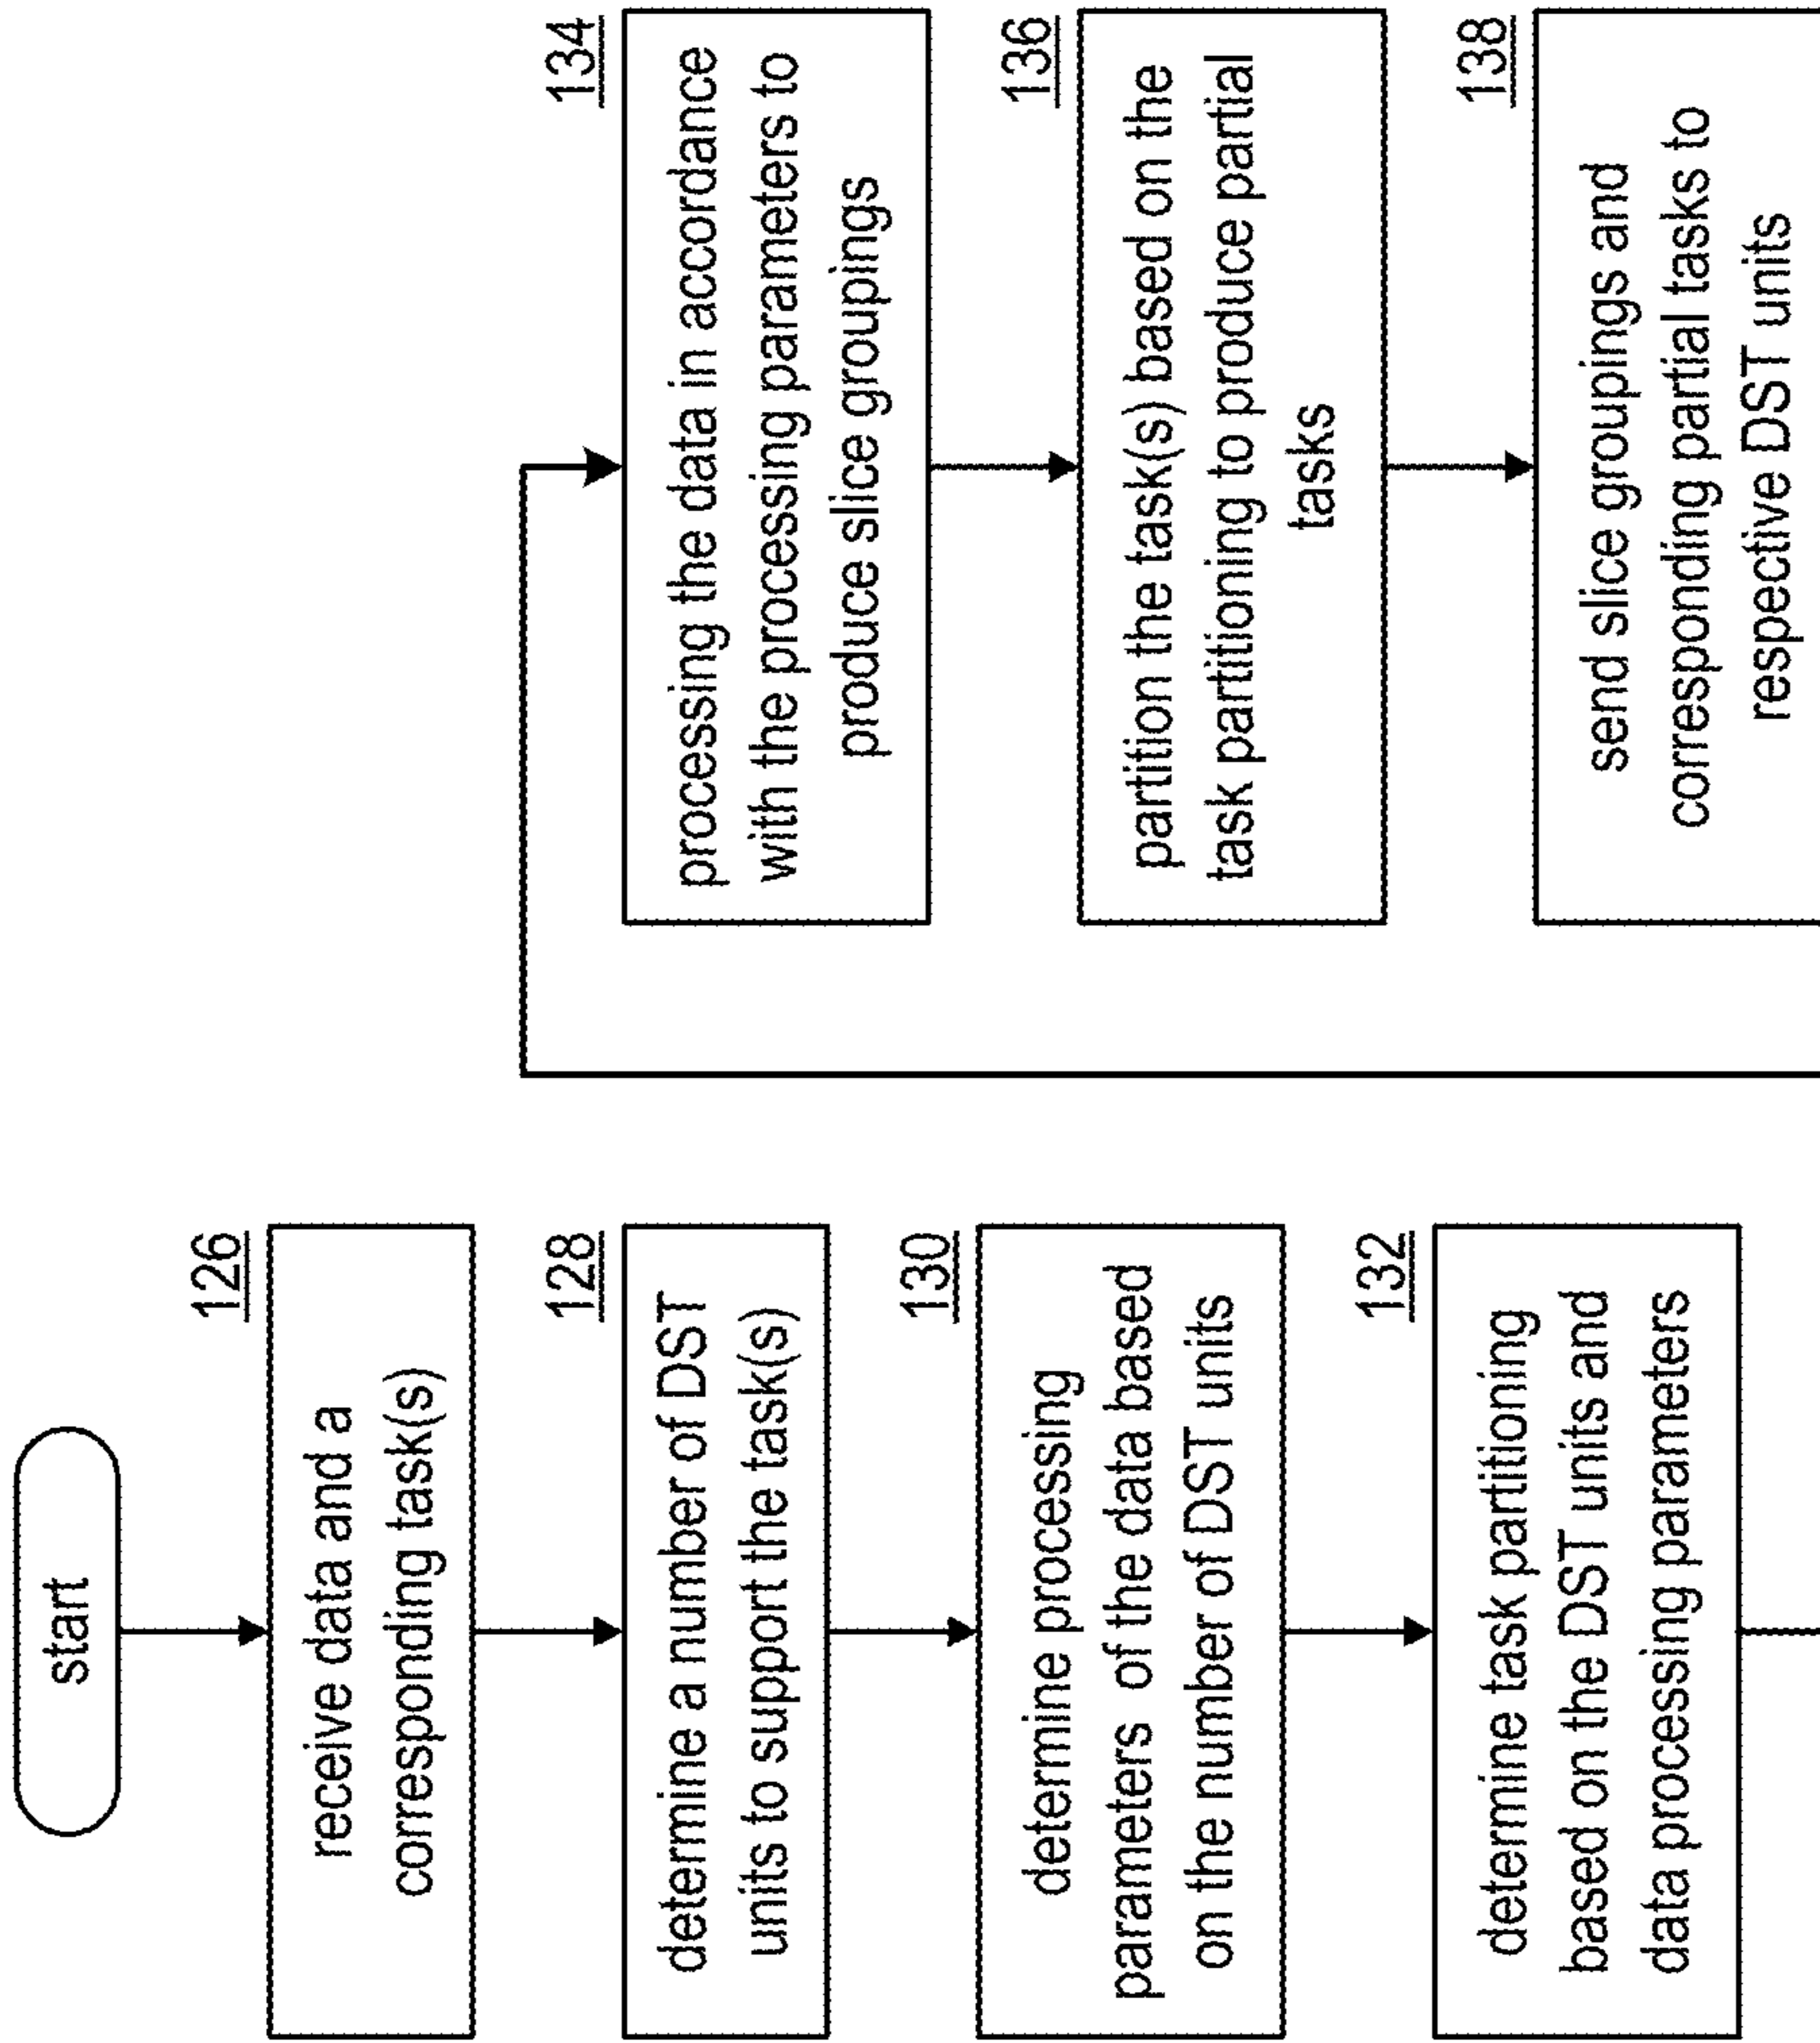 start
126
receive data and a
corresponding task(s)
128
determine a number of DST
units to support the task(s)
130
determine processing
parameters of the data based
on the number of DST units
132
determine task partitioning
based on the DST units and
data processing parameters
134
processing the data in accordance
with the processing parameters to
produce slice groupings
136
partition the task(s) based on the
task partitioning to produce partial
tasks
138
send slice groupings and
corresponding partial tasks to
respective DST units